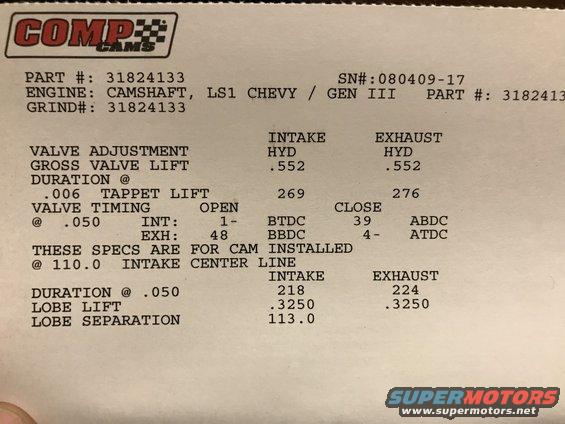 COMP
CAMS
PART #: 31824133 SN#:080409-17
ENGINE: CAMSHAFT, LS1 CHEVY / GEN III PART #: 3182413
GRIND#: 31824133
INTAKE EXHAUST
VALVE ADJUSTMENT HYD HYD
GROSS VALVE LIFT .552 .552
DURATION @
.006 TAPPET LIFT 269 276
VALVE TIMING OPEN CLOSE
@ .050 INT: 1- BTDC 39 ABDC
EXH: 48 BBDC 4- ATDC
THESE SPECS ARE FOR CAM INSTALLED
@ 110.0 INTAKE CENTER LINE
INTAKE EXHAUST
DURATION @ .050 218 224
LOBE LIFT .3250 .3250
LOBE SEPARATION 113.0
SUPERMOTORS
www.supermotors.net